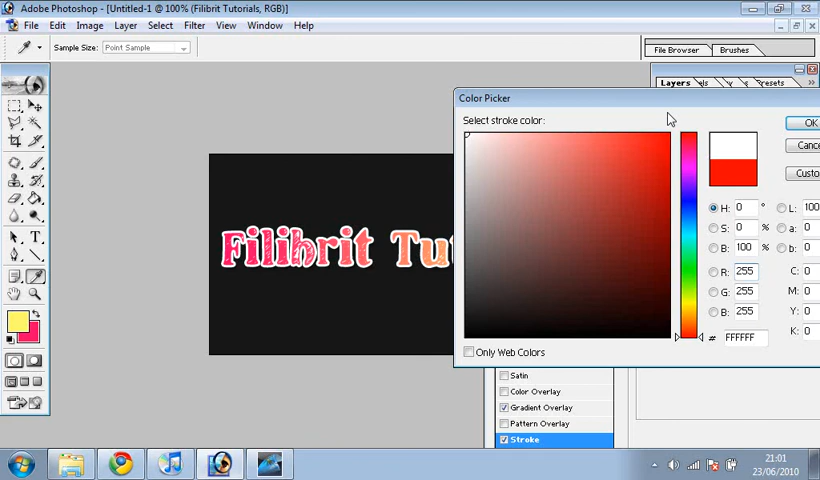 Adobe Photoshop - [Untitled-1 @ 100% (Filibrit Tutorials, RGB)]
File Edit Image Layer Select Filter View Window Help
Sample Size: Point Sample
File Browser Brushes
Layers
Color Picker
Select stroke color:
OK
H: 0 ° L: 100
S: 0 % a: 0
B: 100 % b: 0
R: 255 C: 0
G: 255 M: 0
B: 255 Y: 0
# FFFFFF K: 0
Only Web Colors
Filibrit Tu
Satin
Color Overlay
Gradient Overlay
Pattern Overlay
Stroke
21:01
23/06/2010